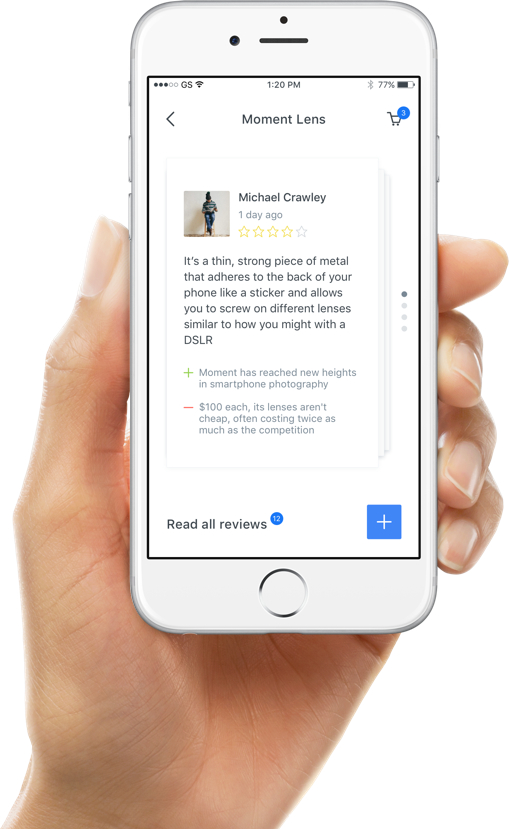 GS 1:20 PM 77%
Moment Lens 3
Michael Crawley
1 day ago
It's a thin, strong piece of metal
that adheres to the back of your
phone like a sticker and allows
you to screw on different lenses
similar to how you might with a
DSLR
+ Moment has reached new heights
in smartphone photography
— $100 each, its lenses aren't
cheap, often costing twice as
much as the competition
Read all reviews 12
+